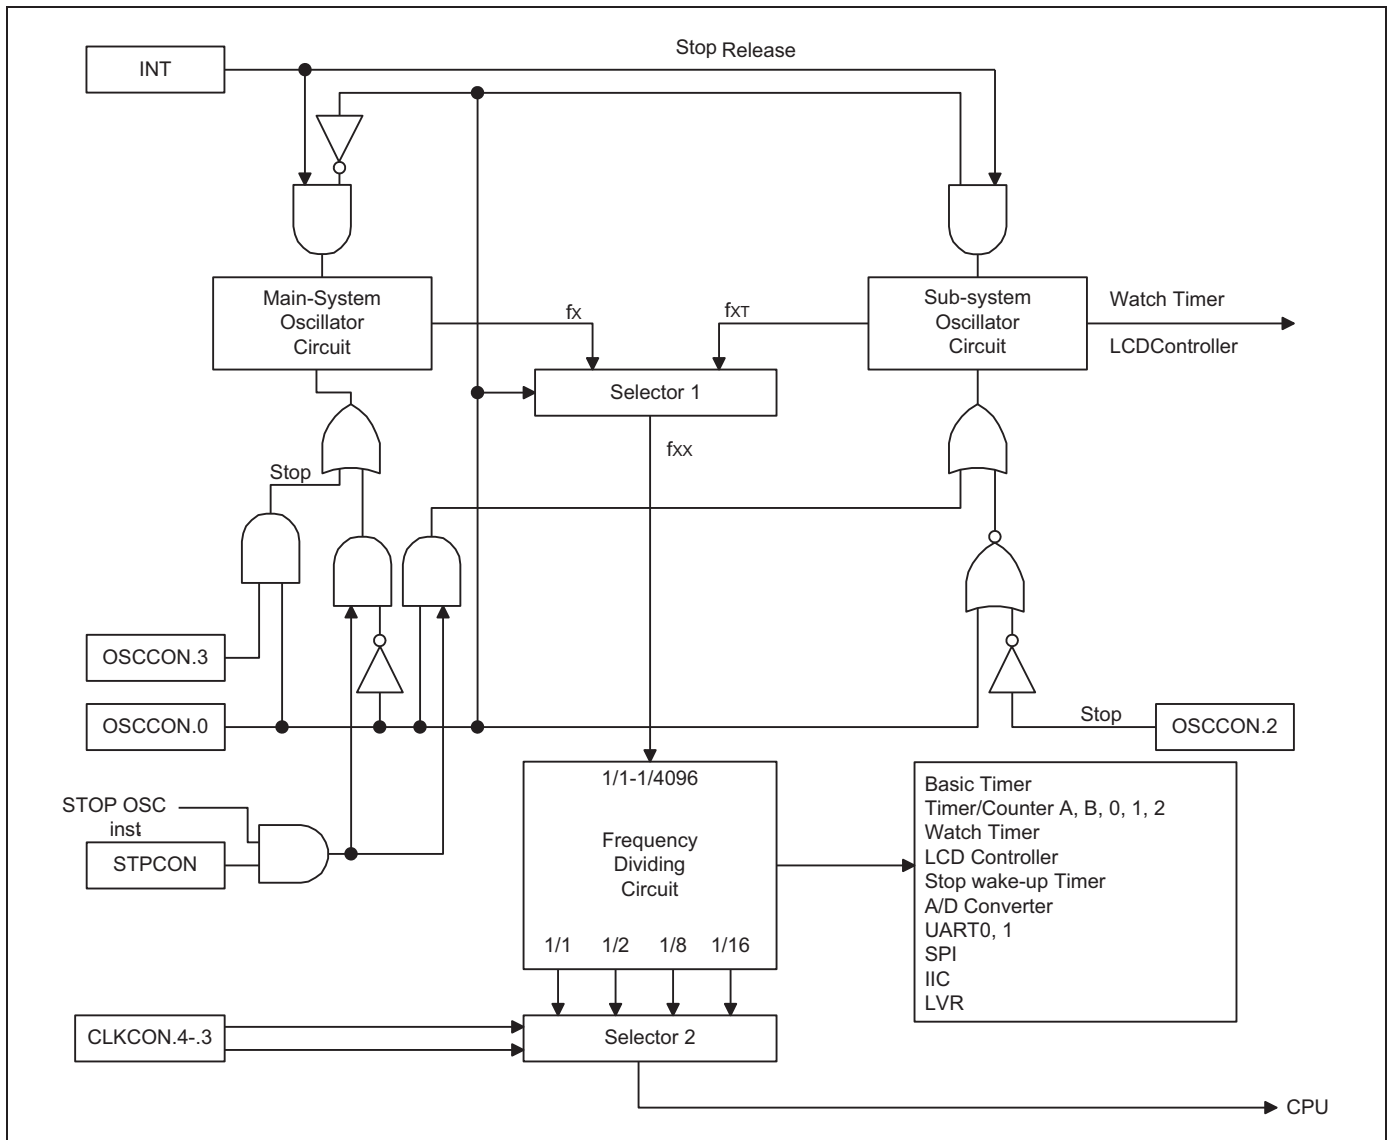 Stop Release
INT
Main-System
Oscillator
Circuit
fx
fXT
Sub-system
Oscillator
Circuit
Watch Timer
LCDController
Selector 1
fxx
Stop
OSCCON.3
OSCCON.0
Stop
OSCCON.2
STOP OSC
inst.
STPCON
1/1-1/4096
Frequency
Dividing
Circuit
1/1 1/2 1/8 1/16
Basic Timer
Timer/Counter A, B, 0, 1, 2
Watch Timer
LCD Controller
Stop wake-up Timer
A/D Converter
UART0, 1
SPI
IIC
LVR
CLKCON.4-.3
Selector 2
CPU